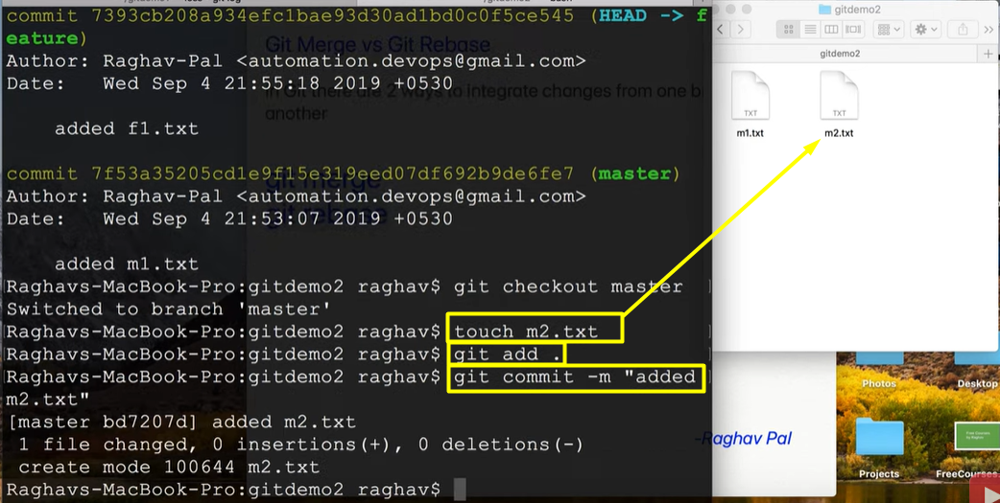 commit 7393cb208a934efc1bae93d30ad1bd0c0f5ce545 (HEAD -> f
eature)
Author: Raghav-Pal <automation.devops@gmail.com>
Date:   Wed Sep 4 21:55:18 2019 +0530
    added f1.txt
commit 7f53a35205cd1e9f15e319eed07df692b9de6fe7 (master)
Author: Raghav-Pal <automation.devops@gmail.com>
Date:   Wed Sep 4 21:53:07 2019 +0530
    added m1.txt
Raghavs-MacBook-Pro:gitdemo2 raghav$ git checkout master
Switched to branch 'master'
Raghavs-MacBook-Pro:gitdemo2 raghav$ touch m2.txt
Raghavs-MacBook-Pro:gitdemo2 raghav$ git add .
Raghavs-MacBook-Pro:gitdemo2 raghav$ git commit -m "added
m2.txt"
[master bd7207d] added m2.txt
 1 file changed, 0 insertions(+), 0 deletions(-)
 create mode 100644 m2.txt
Raghavs-MacBook-Pro:gitdemo2 raghav$
Git Merge vs Git Rebase
In Git there are 2 ways to integrate changes from one b
another
git merge
git rebase
-Raghav Pal
gitdemo2
gitdemo2
TXT
TXT
m1.txt
m2.txt
Photos
Desktop
Projects
FreeCourses